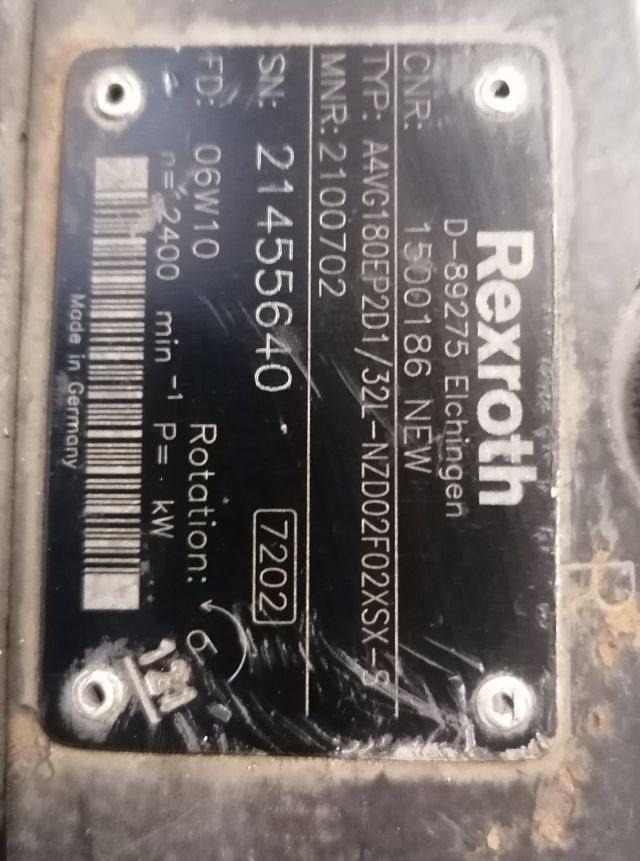 Rexroth
D-89275 Elchingen
CNR: 1500186 NEW
TYP: A4VG180EP2D1/32L-NZD02F02XSX-S
MNR: 2100702
SN: 21455640 7202
FD: 06W10 Rotation:
n= 2400 min -1 P= kW
Made in Germany
121